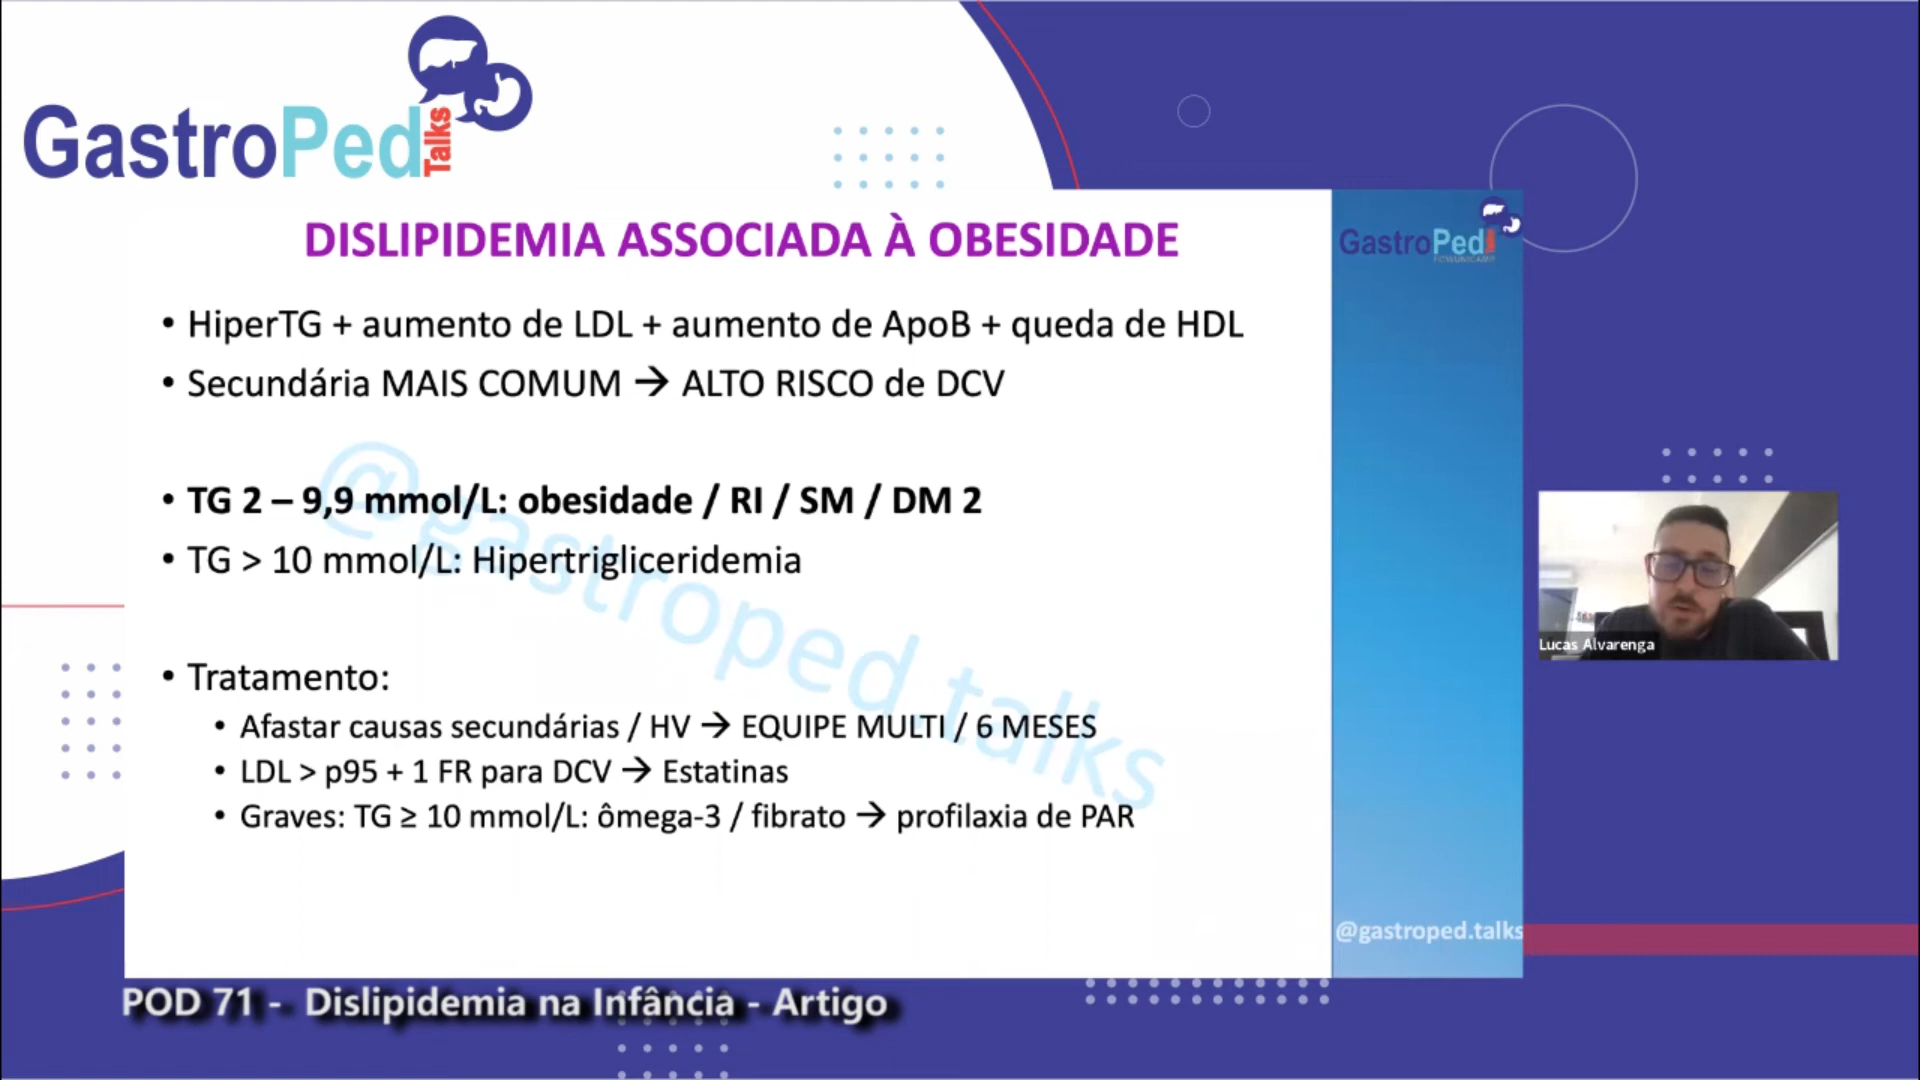 GastroPed Talks
GastroPed
DISLIPIDEMIA ASSOCIADA À OBESIDADE
• HiperTG + aumento de LDL + aumento de ApoB + queda de HDL
• Secundária MAIS COMUM → ALTO RISCO de DCV
• TG 2 – 9,9 mmol/L: obesidade / RI / SM / DM 2
• TG > 10 mmol/L: Hipertrigliceridemia
@gastroped.talks
• Tratamento:
• Afastar causas secundárias / HV → EQUIPE MULTI / 6 MESES
• LDL > p95 + 1 FR para DCV → Estatinas
• Graves: TG ≥ 10 mmol/L: ômega-3 / fibrato → profilaxia de PAR
Lucas Alvarenga
@gastroped.talks
POD 71 - Dislipidemia na Infância - Artigo